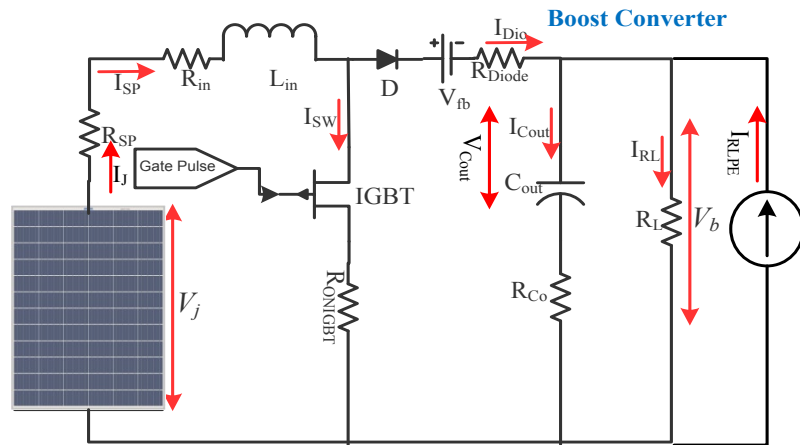 Boost Converter
I_Dio
I_SP
R_in
L_in
D
V_fb
R_Diode
I_SW
R_SP
I_J
Gate Pulse
IGBT
V_Cout
I_Cout
C_out
I_RL
I_RLPE
R_L
V_b
V_j
R_ONIGBT
R_Co